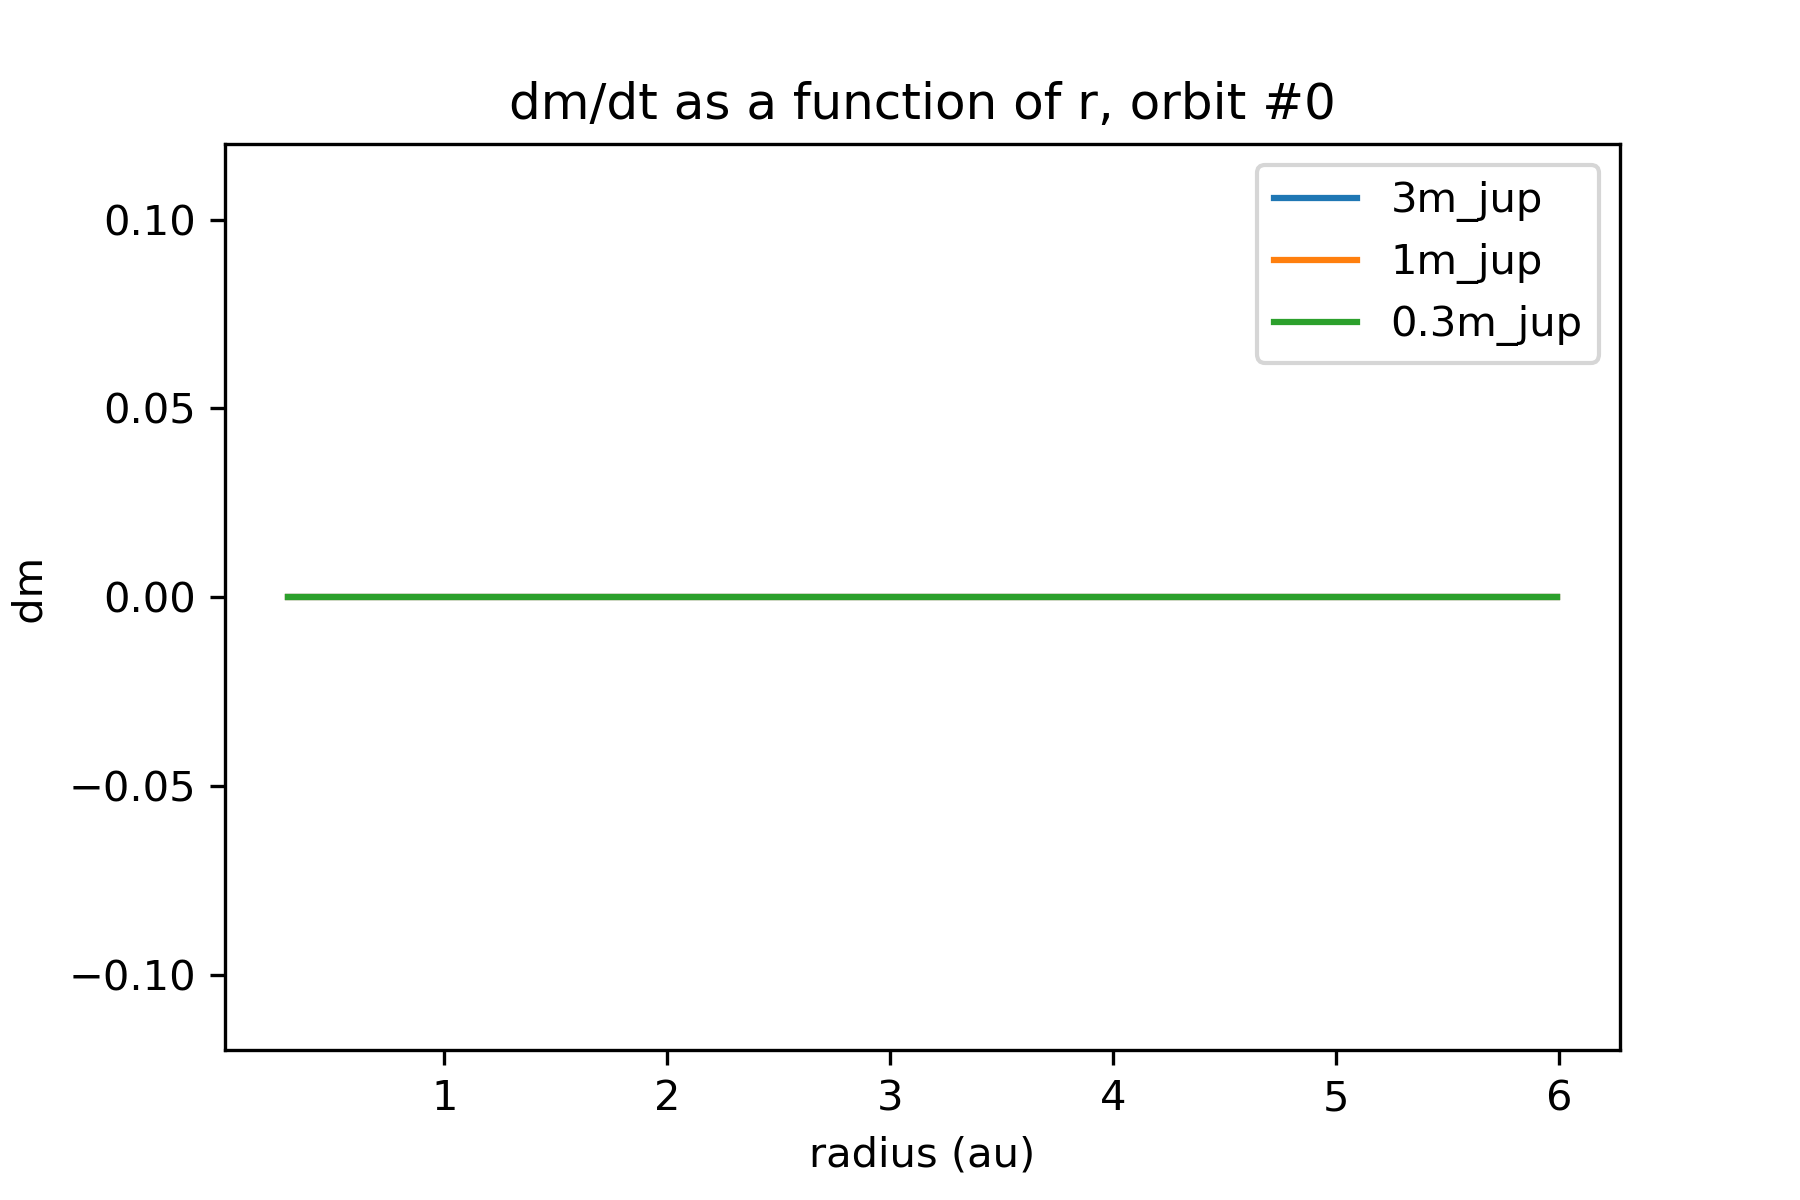 dm/dt as a function of r, orbit #0
3m_jup
1m_jup
0.3m_jup
0.10
0.05
0.00
−0.05
−0.10
dm
1 2 3 4 5 6
radius (au)